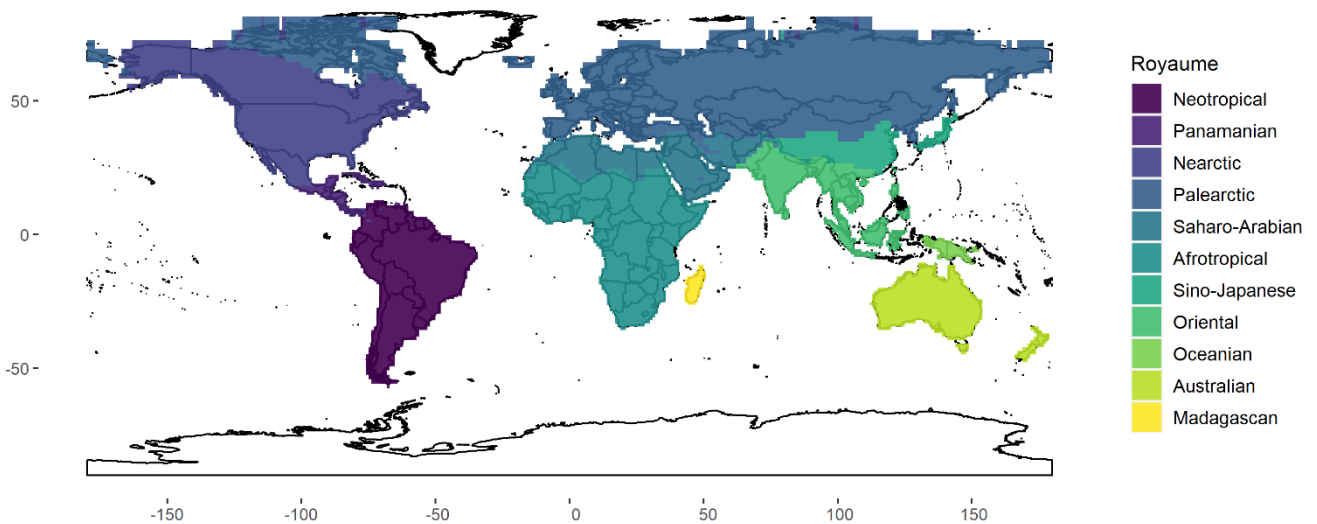 Royaume
Neotropical
Panamanian
Nearctic
Palearctic
Saharo-Arabian
Afrotropical
Sino-Japanese
Oriental
Oceanian
Australian
Madagascan
50
0
-50
-150
-100
-50
0
50
100
150